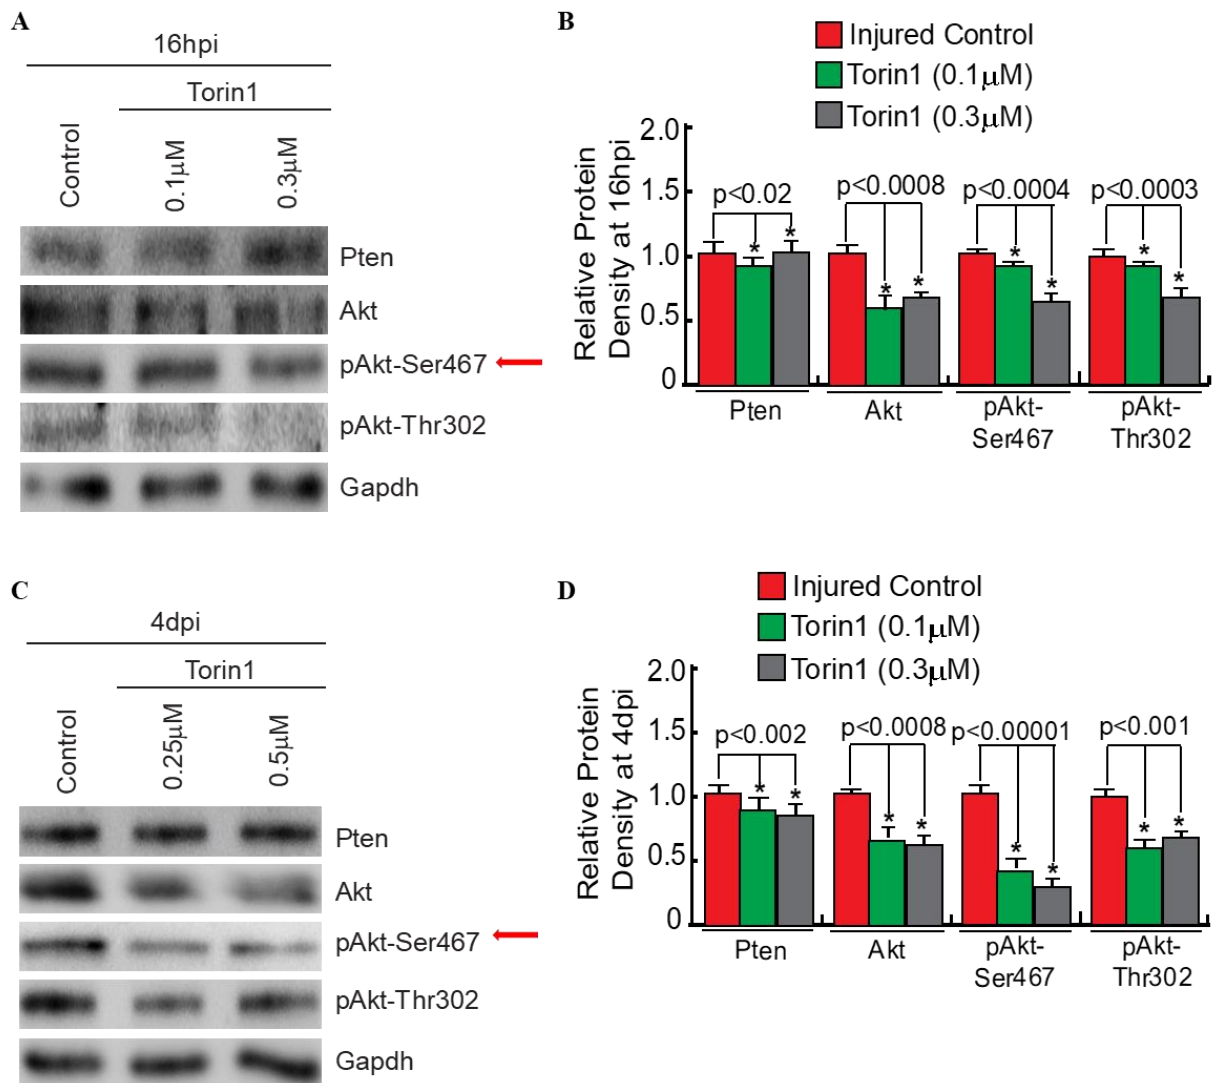 A
16hpi
Torin1
Control
0.1μM
0.3μM
Pten
Akt
pAkt-Ser467
pAkt-Thr302
Gapdh
B
Injured Control
Torin1 (0.1μM)
Torin1 (0.3μM)
Relative Protein
Density at 16hpi
2.0
1.5
1.0
0.5
0
p<0.02
p<0.0008
p<0.0004
p<0.0003
* * * * * * * *
Pten
Akt
pAkt-
Ser467
pAkt-
Thr302
C
4dpi
Torin1
Control
0.25μM
0.5μM
Pten
Akt
pAkt-Ser467
pAkt-Thr302
Gapdh
D
Injured Control
Torin1 (0.1μM)
Torin1 (0.3μM)
Relative Protein
Density at 4dpi
2.0
1.5
1.0
0.5
0
p<0.002
p<0.0008
p<0.00001
p<0.001
* * * * * * * *
Pten
Akt
pAkt-
Ser467
pAkt-
Thr302